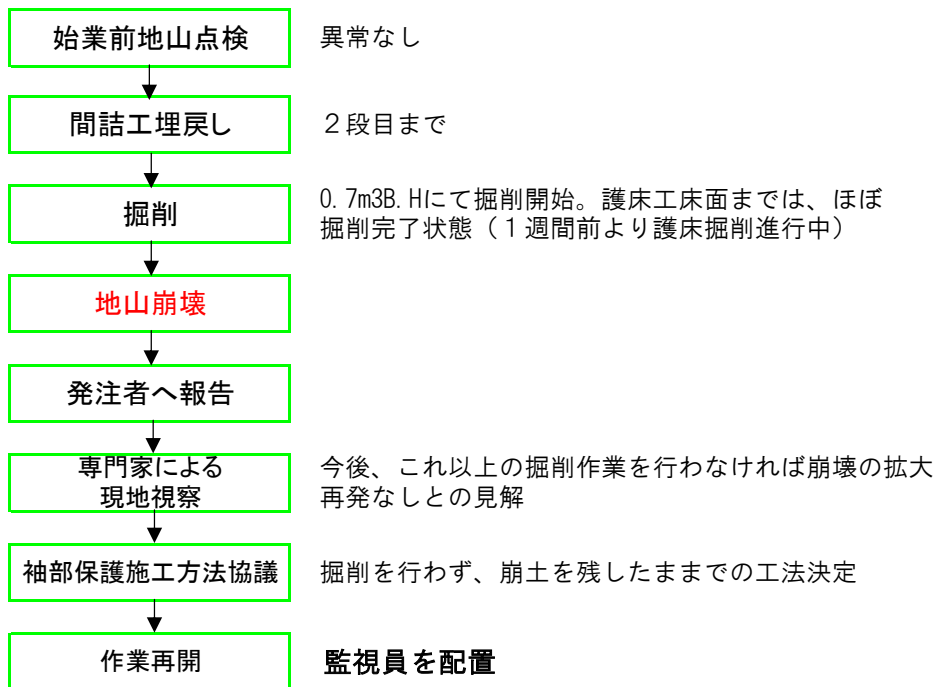 始業前地山点検 異常なし
間詰工埋戻し ２段目まで
掘削
0.7m3B.Hにて掘削開始。護床工床面までは、ほぼ
掘削完了状態（１週間前より護床掘削進行中）
地山崩壊
発注者へ報告
専門家による
現地視察
今後、これ以上の掘削作業を行わなければ崩壊の拡大
再発なしとの見解
袖部保護施工方法協議 掘削を行わず、崩土を残したままでの工法決定
作業再開 監視員を配置